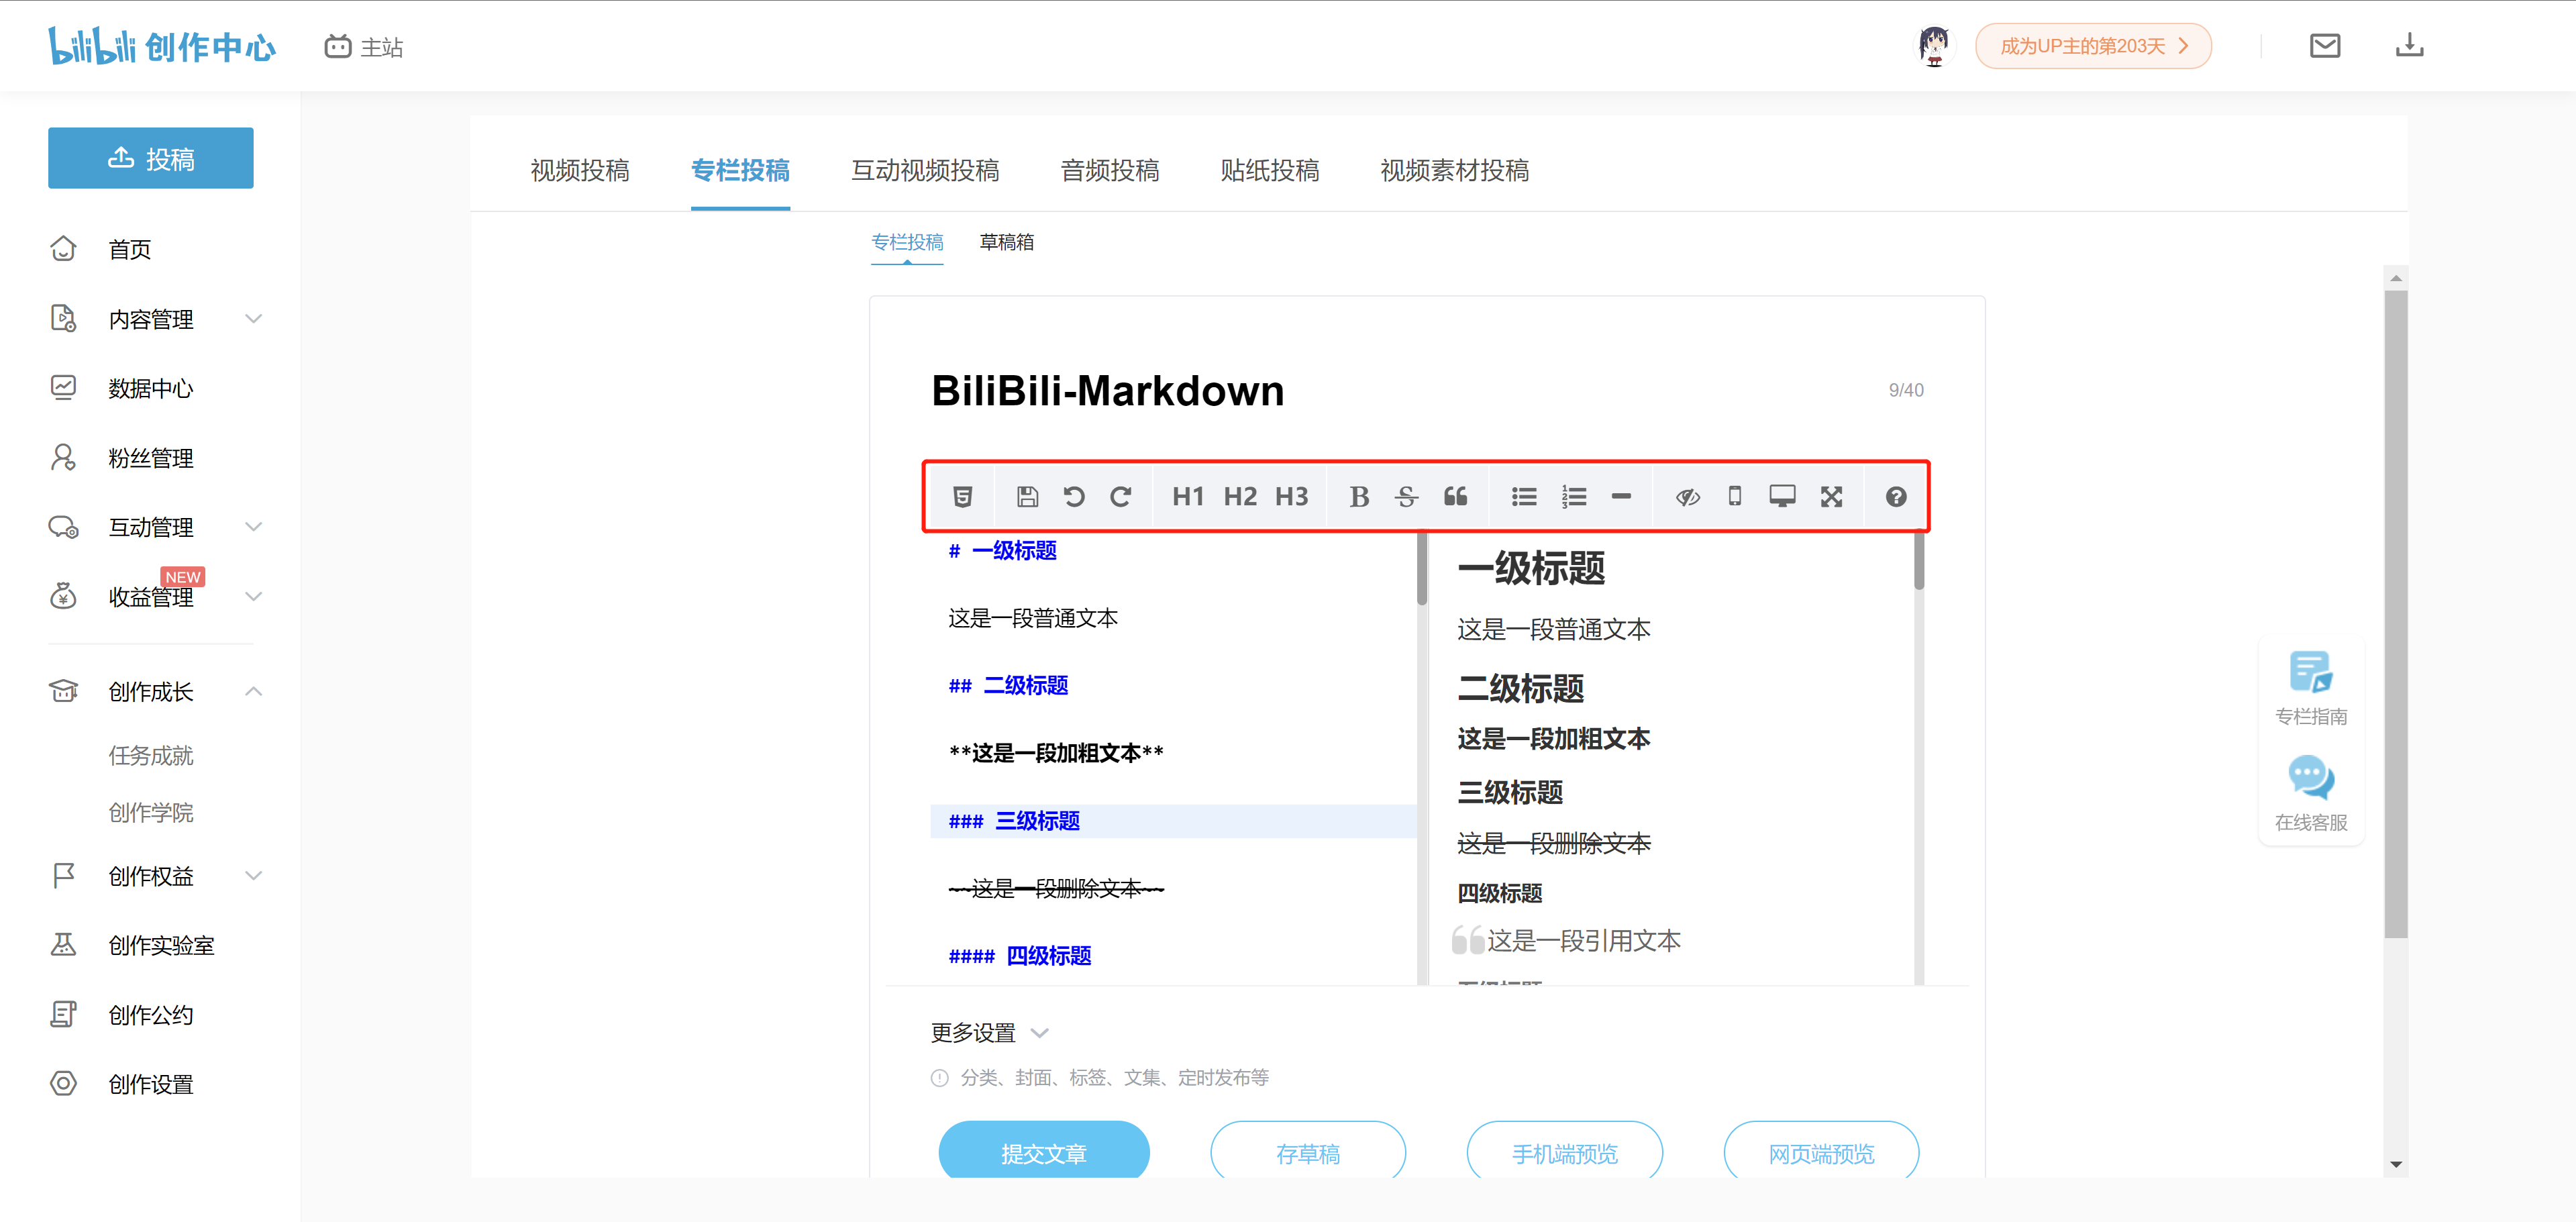 bilibili 创作中心
主站
成为UP主的第203天
投稿
首页
内容管理
数据中心
粉丝管理
互动管理
收益管理
NEW
创作成长
任务成就
创作学院
创作权益
创作实验室
创作公约
创作设置
视频投稿 专栏投稿 互动视频投稿 音频投稿 贴纸投稿 视频素材投稿
专栏投稿 草稿箱
BiliBili-Markdown
9/40
H1 H2 H3 B S
# 一级标题
这是一段普通文本
## 二级标题
**这是一段加粗文本**
### 三级标题
~~这是一段删除文本~~
#### 四级标题
一级标题
这是一段普通文本
二级标题
这是一段加粗文本
三级标题
这是一段删除文本
四级标题
这是一段引用文本
更多设置
分类、封面、标签、文集、定时发布等
提交文章 存草稿 手机端预览 网页端预览
专栏指南
在线客服